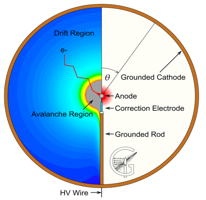 Drift Region
e-
θ
Grounded Cathode
Anode
Avalanche Region
Correction Electrode
Grounded Rod
HV Wire